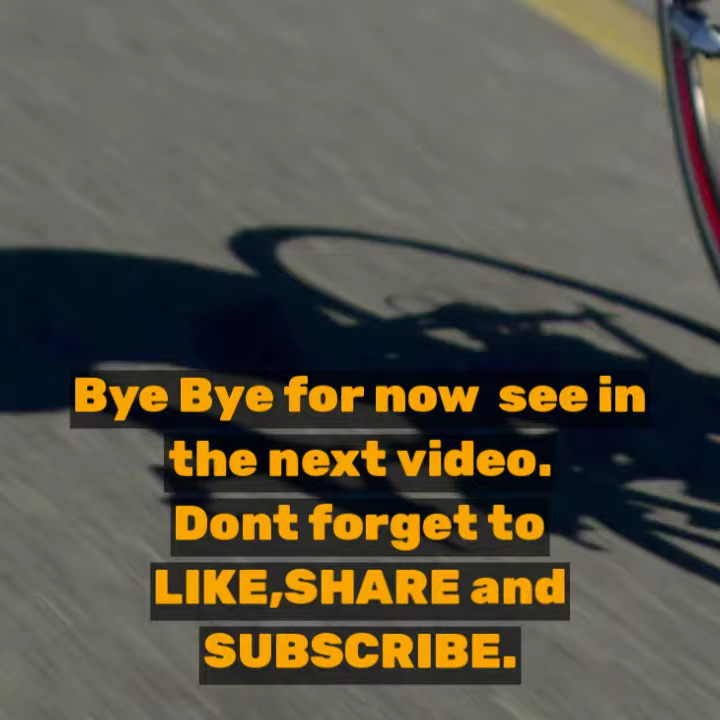 Bye Bye for now  see in
the next video.
Dont forget to
LIKE,SHARE and
SUBSCRIBE.